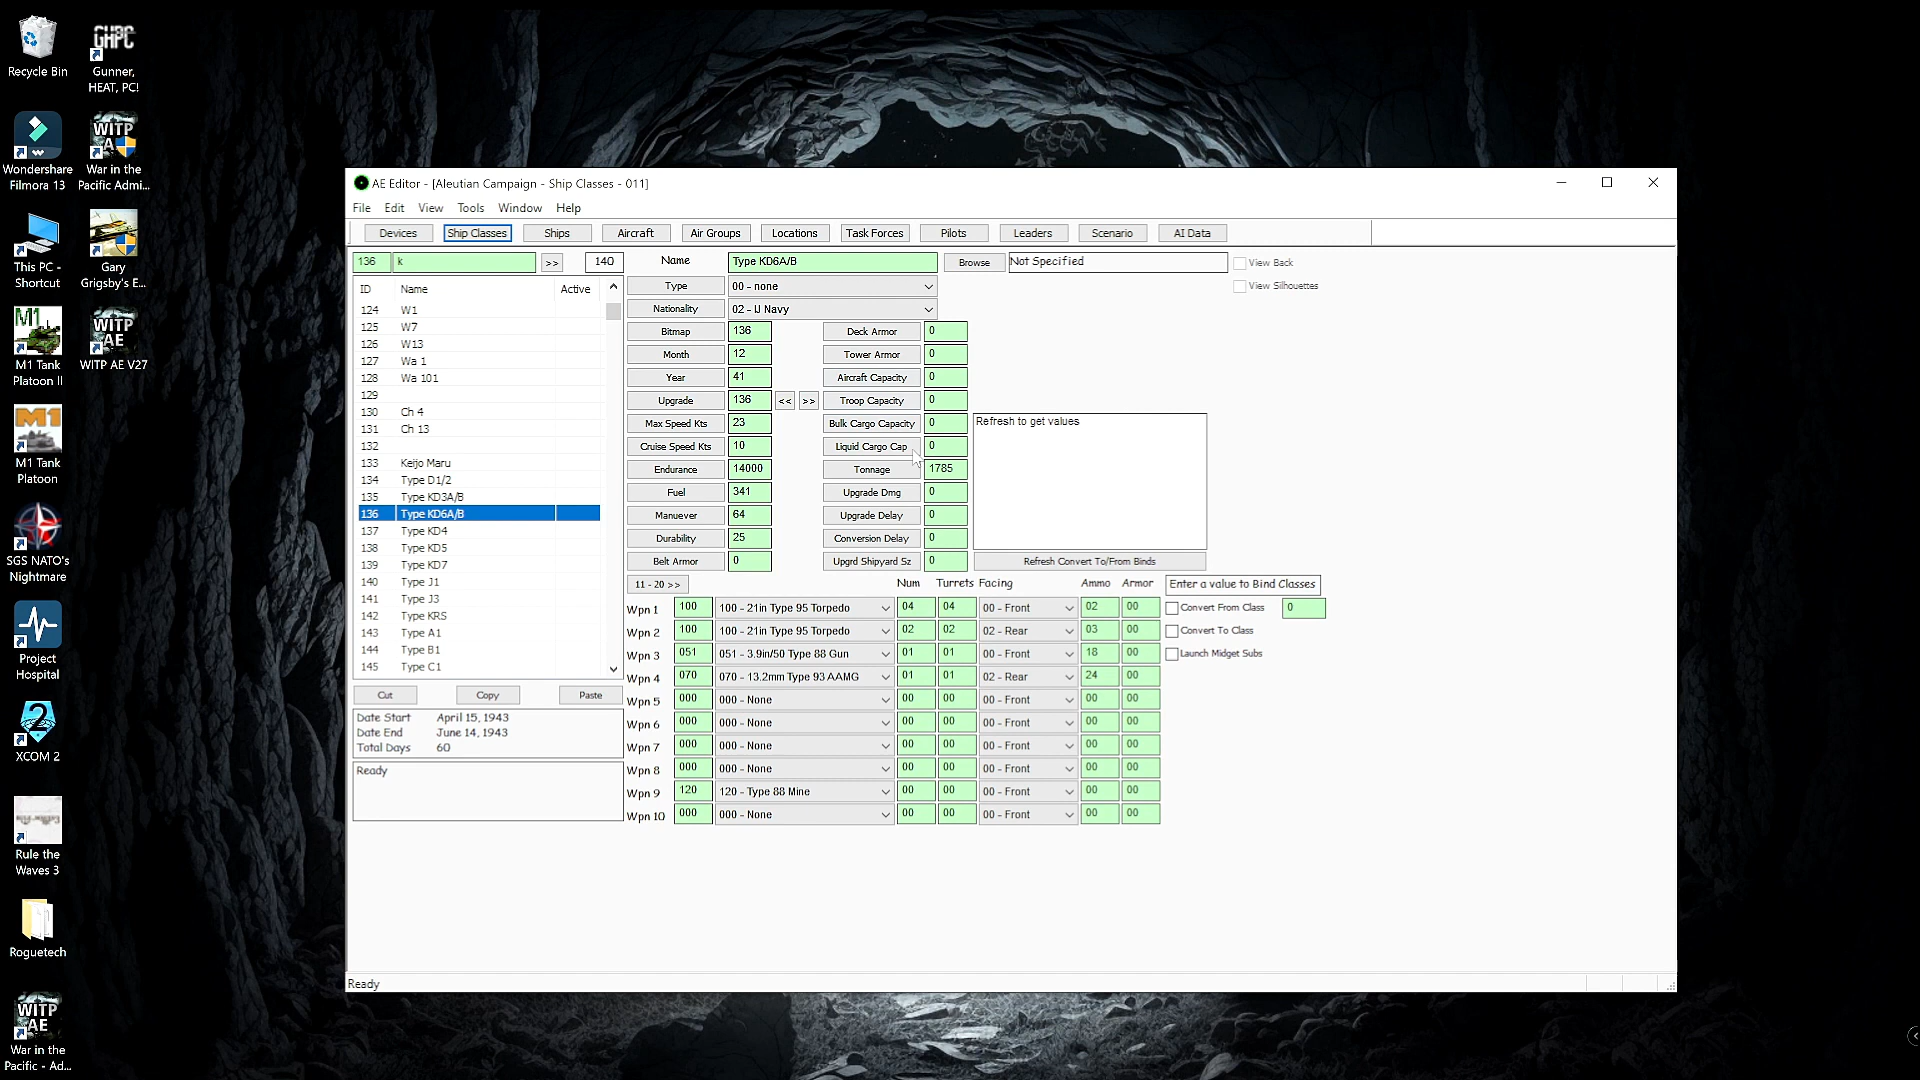 Recycle Bin
Gunner,
HEAT, PC!
Wondershare
Filmora 13
War in the
Pacific Admi...
This PC -
Shortcut
Gary
Grigsby's E...
M1 Tank
Platoon II
WITP AE V27
M1 Tank
Platoon
SGS NATO's
Nightmare
Project
Hospital
XCOM 2
Rule the
Waves 3
Roguetech
War in the
Pacific - Ad...
AE Editor - [Aleutian Campaign - Ship Classes - 011]
File Edit View Tools Window Help
Devices Ship Classes Ships Aircraft Air Groups Locations Task Forces Pilots Leaders Scenario AI Data
136 k >> 140 Name Type KD6A/B Browse Not Specified View Back
ID Name Active
124 W1
125 W7
126 W13
127 Wa 1
128 Wa 101
129
130 Ch 4
131 Ch 13
132
133 Keijo Maru
134 Type D1/2
135 Type KD3A/B
136 Type KD6A/B
137 Type KD4
138 Type KD5
139 Type KD7
140 Type J1
141 Type J3
142 Type KRS
143 Type A1
144 Type B1
145 Type C1
Cut Copy Paste
Date Start April 15, 1943
Date End June 14, 1943
Total Days 60
Ready
Type 00 - none View Silhouettes
Nationality 02 - IJ Navy
Bitmap 136 Deck Armor 0
Month 12 Tower Armor 0
Year 41 Aircraft Capacity 0
Upgrade 136 << >> Troop Capacity 0
Max Speed Kts 23 Bulk Cargo Capacity 0 Refresh to get values
Cruise Speed Kts 10 Liquid Cargo Cap 0
Endurance 14000 Tonnage 1785
Fuel 341 Upgrade Dmg 0
Manuever 64 Upgrade Delay 0
Durability 25 Conversion Delay 0
Belt Armor 0 Upgrd Shipyard Sz 0 Refresh Convert To/From Binds
11 - 20 >> Num Turrets Facing Ammo Armor Enter a value to Bind Classes
Wpn 1 100 100 - 21in Type 95 Torpedo 04 04 00 - Front 02 00 Convert From Class 0
Wpn 2 100 100 - 21in Type 95 Torpedo 02 02 02 - Rear 03 00 Convert To Class
Wpn 3 051 051 - 3.9in/50 Type 88 Gun 01 01 00 - Front 18 00 Launch Midget Subs
Wpn 4 070 070 - 13.2mm Type 93 AAMG 01 01 02 - Rear 24 00
Wpn 5 000 000 - None 00 00 00 - Front 00 00
Wpn 6 000 000 - None 00 00 00 - Front 00 00
Wpn 7 000 000 - None 00 00 00 - Front 00 00
Wpn 8 000 000 - None 00 00 00 - Front 00 00
Wpn 9 120 120 - Type 88 Mine 00 00 00 - Front 00 00
Wpn 10 000 000 - None 00 00 00 - Front 00 00
Ready